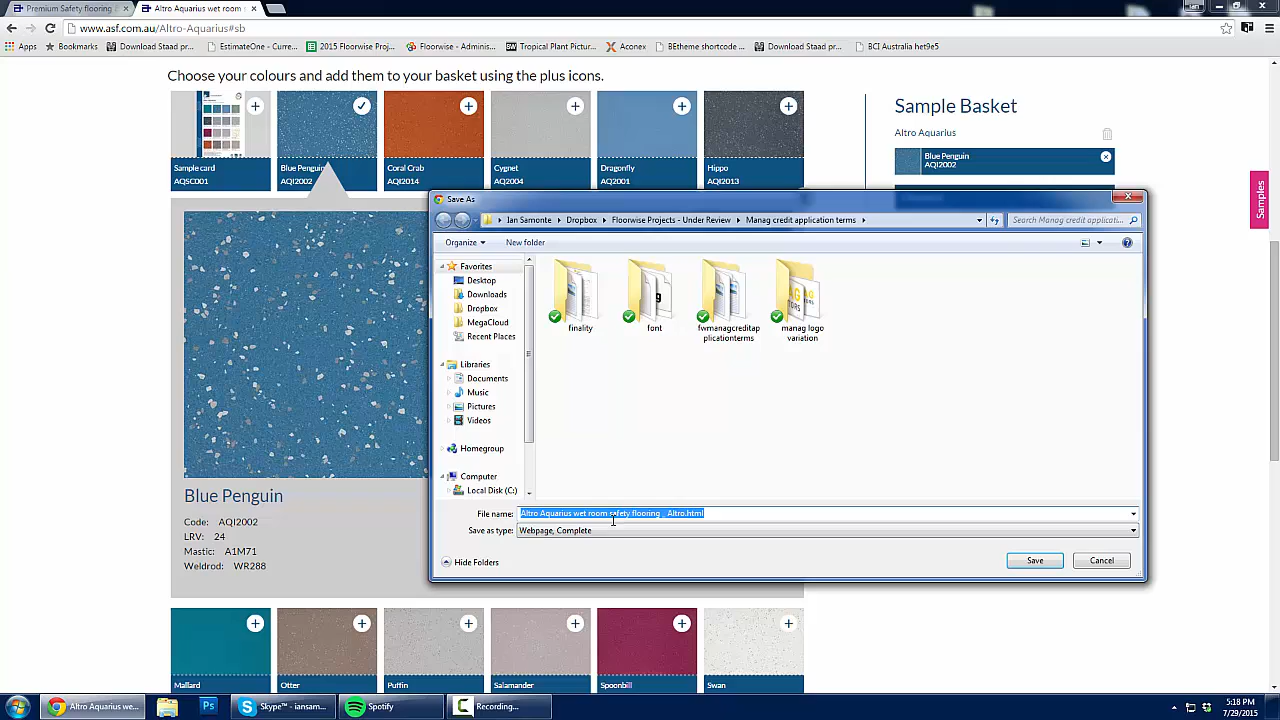 Premium Safety flooring
Altro Aquarius wet room s
www.asf.com.au/Altro-Aquarius#sb
Apps
Bookmarks
Download Staad pro...
EstimateOne - Curre...
2015 Floorwise Proj...
Floorwise - Adminis...
Tropical Plant Pictur...
Aconex
BEtheme shortcode ...
Download Staad pro...
BCI Australia het9e5
Choose your colours and add them to your basket using the plus icons.
Sample card
AQSC001
Blue Penguin
AQI2002
Coral Crab
AQI2014
Cygnet
AQ2004
Dragonfly
AQ2001
Hippo
AQI2013
Sample Basket
Altro Aquarius
Blue Penguin
AQI2002
Samples
Save As
Ian Samonte
Dropbox
Floorwise Projects - Under Review
Manag credit application terms
Search Manag credit applicati...
Organize
New folder
Favorites
Desktop
Downloads
Dropbox
MegaCloud
Recent Places
Libraries
Documents
Music
Pictures
Videos
Homegroup
Computer
Local Disk (C:)
finality
font
fwmanagcreditap
plicationterms
manag logo
variation
File name:
Altro Aquarius wet room safety flooring _ Altro.html
Save as type:
Webpage, Complete
Hide Folders
Save
Cancel
Blue Penguin
Code: AQI2002
LRV: 24
Mastic: A1M71
Weldrod: WR288
Mallard
Otter
Puffin
Salamander
Spoonbill
Swan
Altro Aquarius we...
Ps
Skype™ - iansam...
Spotify
Recording...
5:18 PM
7/29/2015